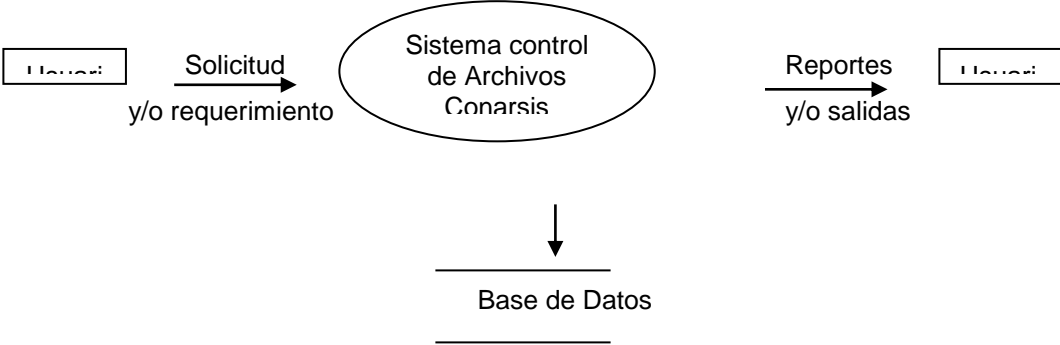 Solicitud
y/o requerimiento
Sistema control
de Archivos
Conarsis
Reportes
y/o salidas
Base de Datos